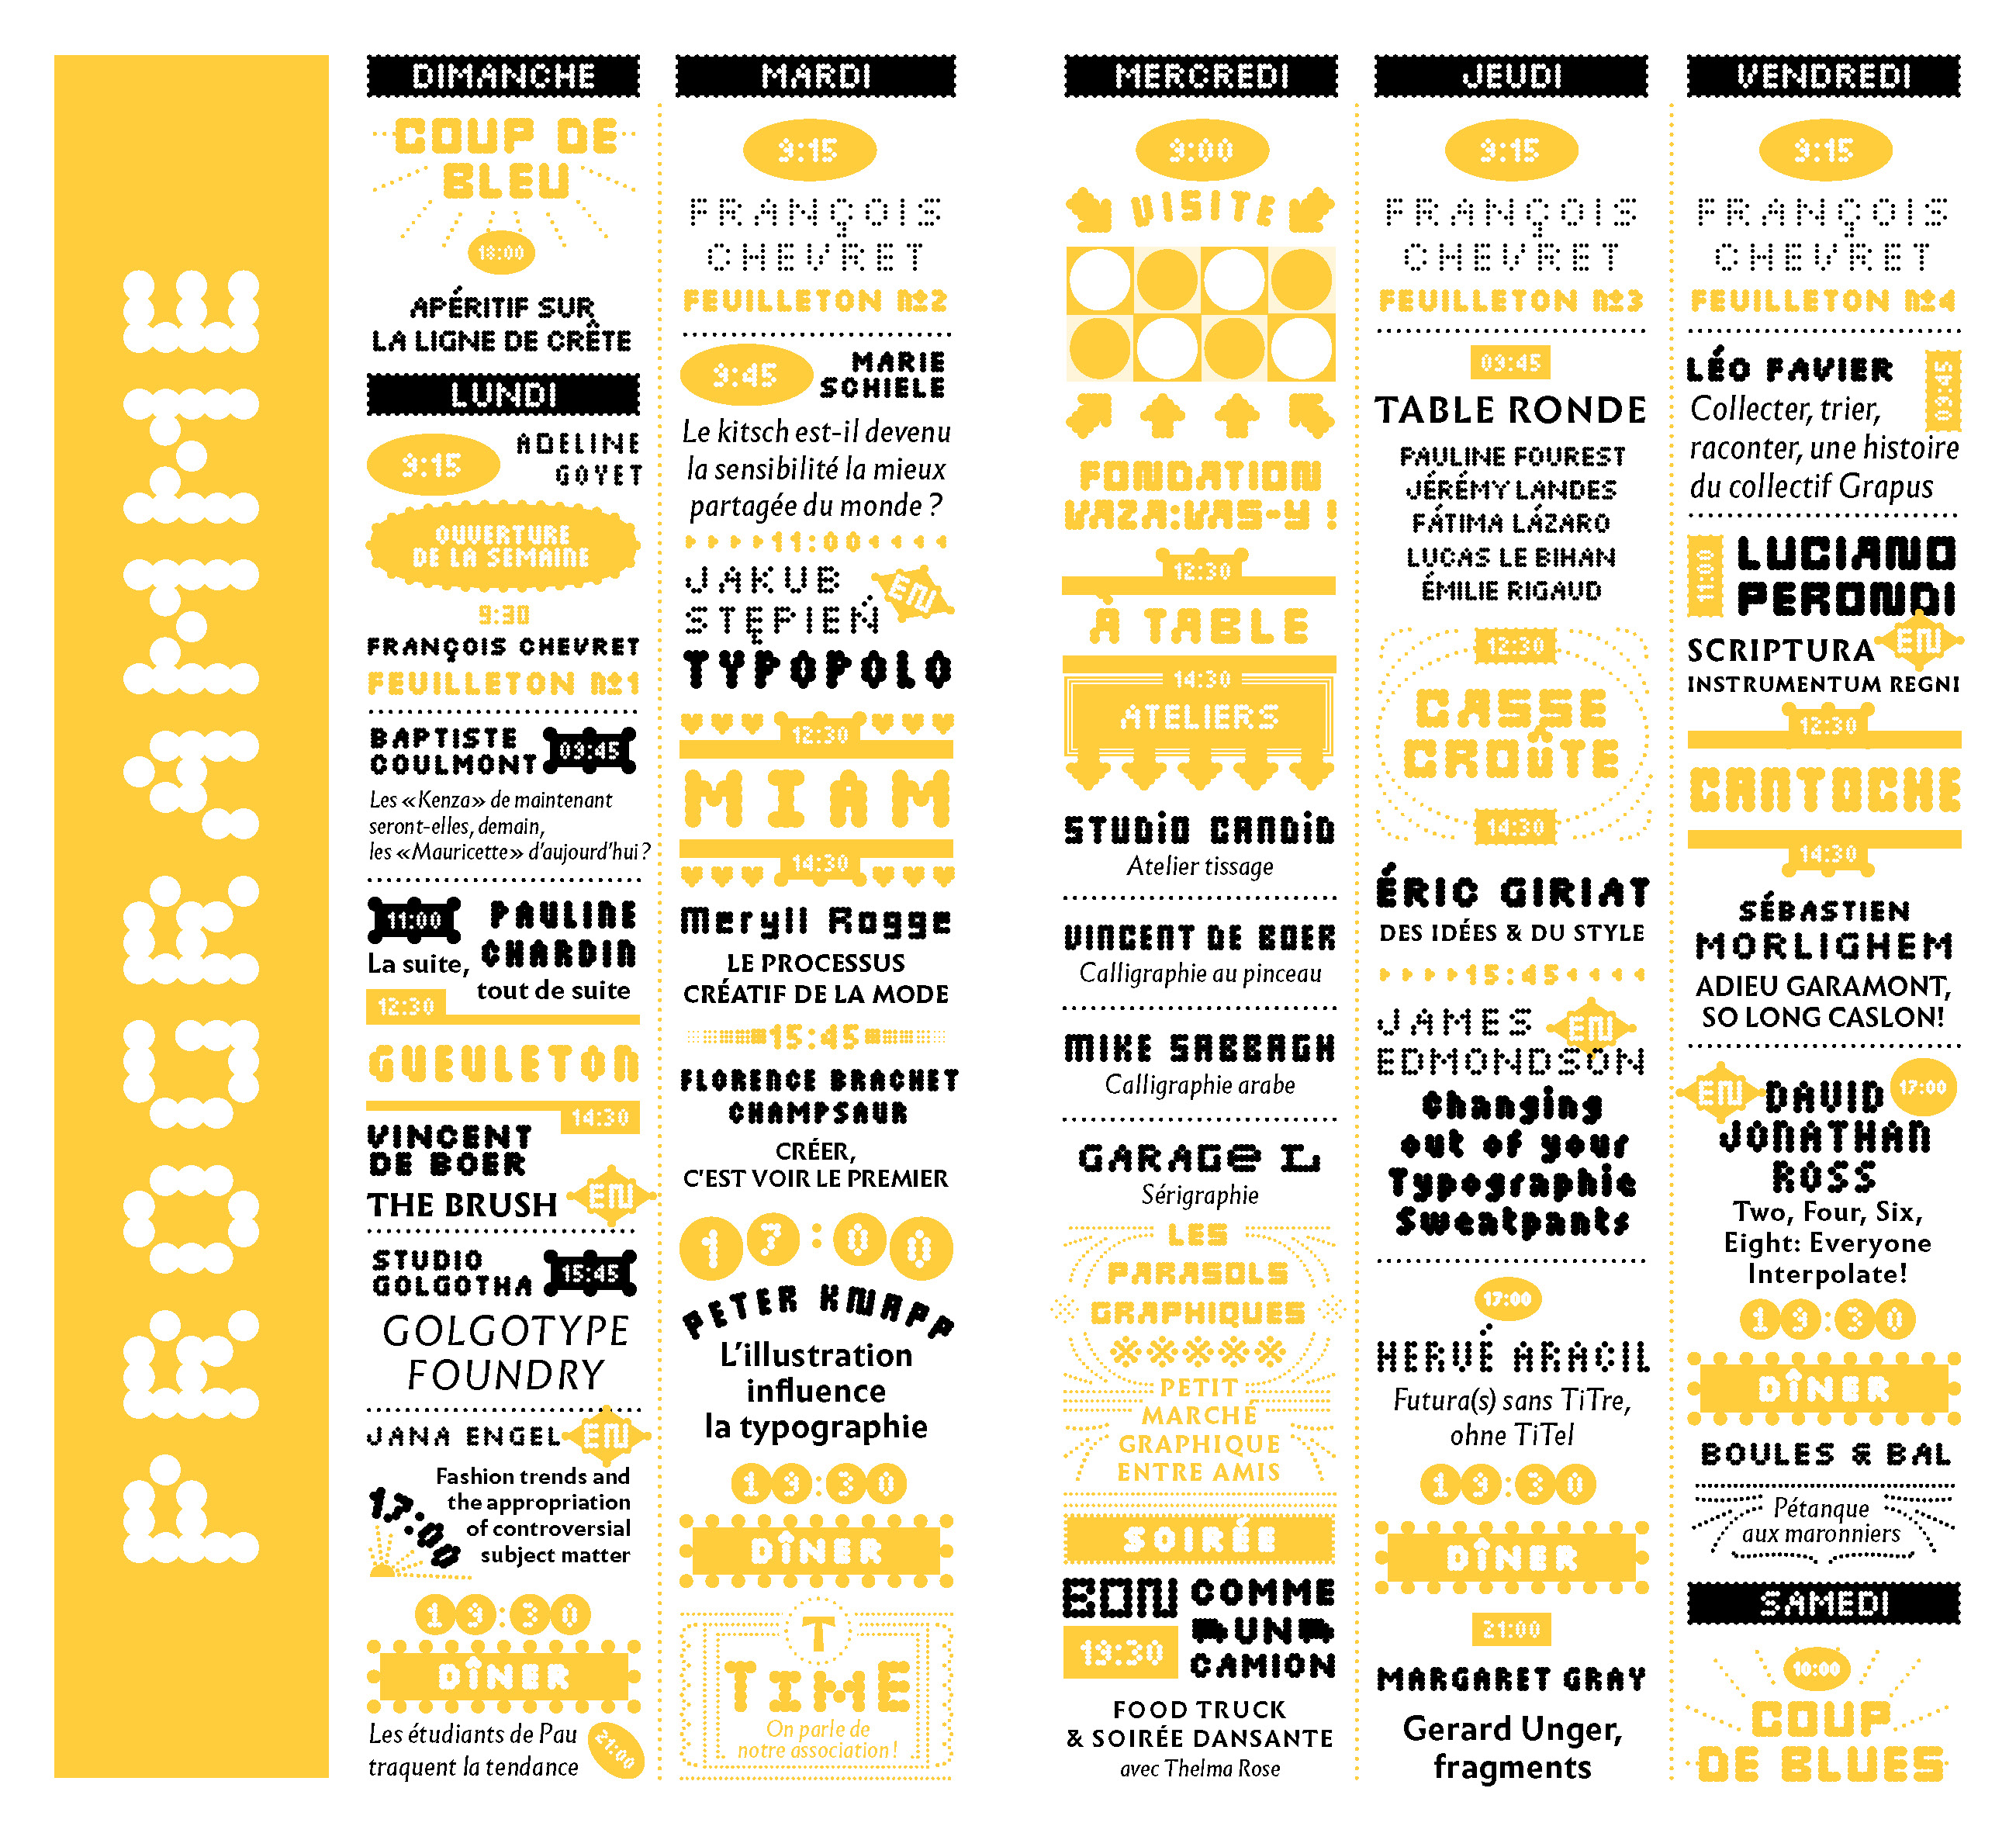 PROGRAMME
DIMANCHE
COUP DE
BLEU
18:00
APÉRITIF SUR
LA LIGNE DE CRÊTE
LUNDI
9:15
ADELINE
GOYET
OUVERTURE
DE LA SEMAINE
9:30
FRANÇOIS CHEVRET
FEUILLETON Nº1
BAPTISTE
COULMONT
09:45
Les «Kenza» de maintenant
seront-elles, demain,
les «Mauricette» d'aujourd'hui?
11:00
PAULINE
CHARDIN
La suite,
tout de suite
12:30
GUEULETON
14:30
VINCENT
DE BOER
THE BRUSH
EN
STUDIO
GOLGOTHA
15:45
GOLGOTYPE
FOUNDRY
JANA ENGEL
EN
17:00
Fashion trends and
the appropriation
of controversial
subject matter
19:30
DÎNER
Les étudiants de Pau
traquent la tendance
21:00
MARDI
9:15
FRANÇOIS
CHEVRET
FEUILLETON Nº2
9:45
MARIE
SCHIELE
Le kitsch est-il devenu
la sensibilité la mieux
partagée du monde ?
11:00
JAKUB
STĘPIEŃ
EN
TYPOPOLO
12:30
MIAM
14:30
Meryll Rogge
LE PROCESSUS
CRÉATIF DE LA MODE
15:45
FLORENCE BRACHET
CHAMPSAUR
CRÉER,
C'EST VOIR LE PREMIER
17:00
PETER KNAPP
L'illustration
influence
la typographie
19:30
DÎNER
T
TIME
On parle de
notre association!
MERCREDI
9:00
VISITE
FONDATION
VAZA:VAS-Y !
12:30
À TABLE
14:30
ATELIERS
STUDIO CANDID
Atelier tissage
VINCENT DE BOER
Calligraphie au pinceau
MIKE SABBAGH
Calligraphie arabe
GARAGE L
Sérigraphie
LES
PARASOLS
GRAPHIQUES
PETIT
MARCHÉ
GRAPHIQUE
ENTRE AMIS
SOIRÉE
BON COMME
UN
CAMION
19:30
FOOD TRUCK
& SOIRÉE DANSANTE
avec Thelma Rose
JEUDI
9:15
FRANÇOIS
CHEVRET
FEUILLETON Nº3
09:45
TABLE RONDE
PAULINE FOUREST
JÉRÉMY LANDES
FÁTIMA LÁZARO
LUCAS LE BIHAN
ÉMILIE RIGAUD
12:30
CASSE
CROÛTE
14:30
ÉRIC GIRIAT
DES IDÉES & DU STYLE
15:45
JAMES
EDMONDSON
EN
Changing
out of your
Typographic
Sweatpants
17:00
HERVÉ ARACIL
Futura(s) sans TiTre,
ohne TiTel
19:30
DÎNER
21:00
MARGARET GRAY
Gerard Unger,
fragments
VENDREDI
9:15
FRANÇOIS
CHEVRET
FEUILLETON Nº4
LÉO FAVIER
09:45
Collecter, trier,
raconter, une histoire
du collectif Grapus
11:00
LUCIANO
PERONDI
EN
SCRIPTURA
INSTRUMENTUM REGNI
12:30
CANTOCHE
14:30
SÉBASTIEN
MORLIGHEM
ADIEU GARAMONT,
SO LONG CASLON!
EN
DAVID
17:00
JONATHAN
ROSS
Two, Four, Six,
Eight: Everyone
Interpolate!
19:30
DÎNER
BOULES & BAL
Pétanque
aux maronniers
SAMEDI
10:00
COUP
DE BLUES